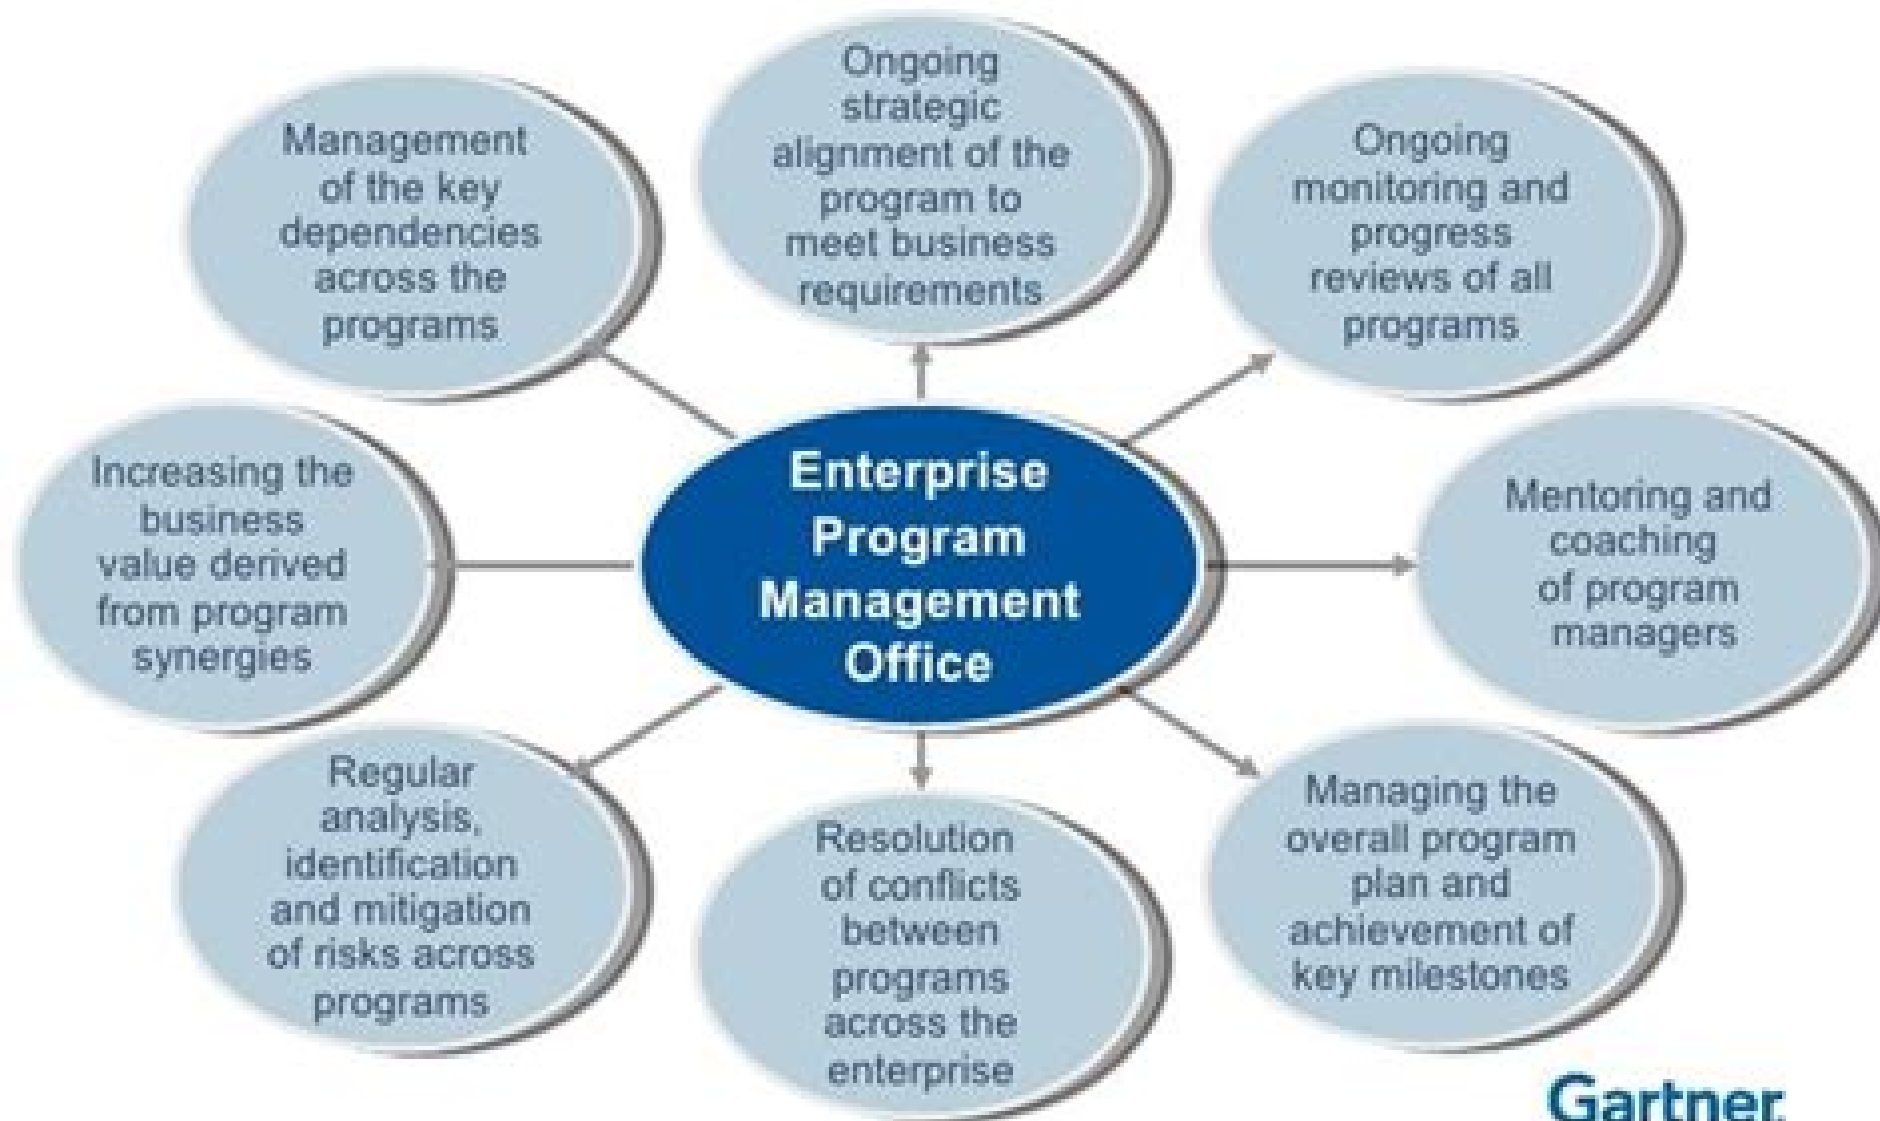 Ongoing
strategic
alignment of the
program to
meet business
requirements
Management
of the key
dependencies
across the
programs
Ongoing
monitoring and
progress
reviews of all
programs
Increasing the
business
value derived
from program
synergies
Enterprise
Program
Management
Office
Mentoring and
coaching
of program
managers
Regular
analysis,
identification
and mitigation
of risks across
programs
Resolution
of conflicts
between
programs
across the
enterprise
Managing the
overall program
plan and
achievement of
key milestones
Gartner